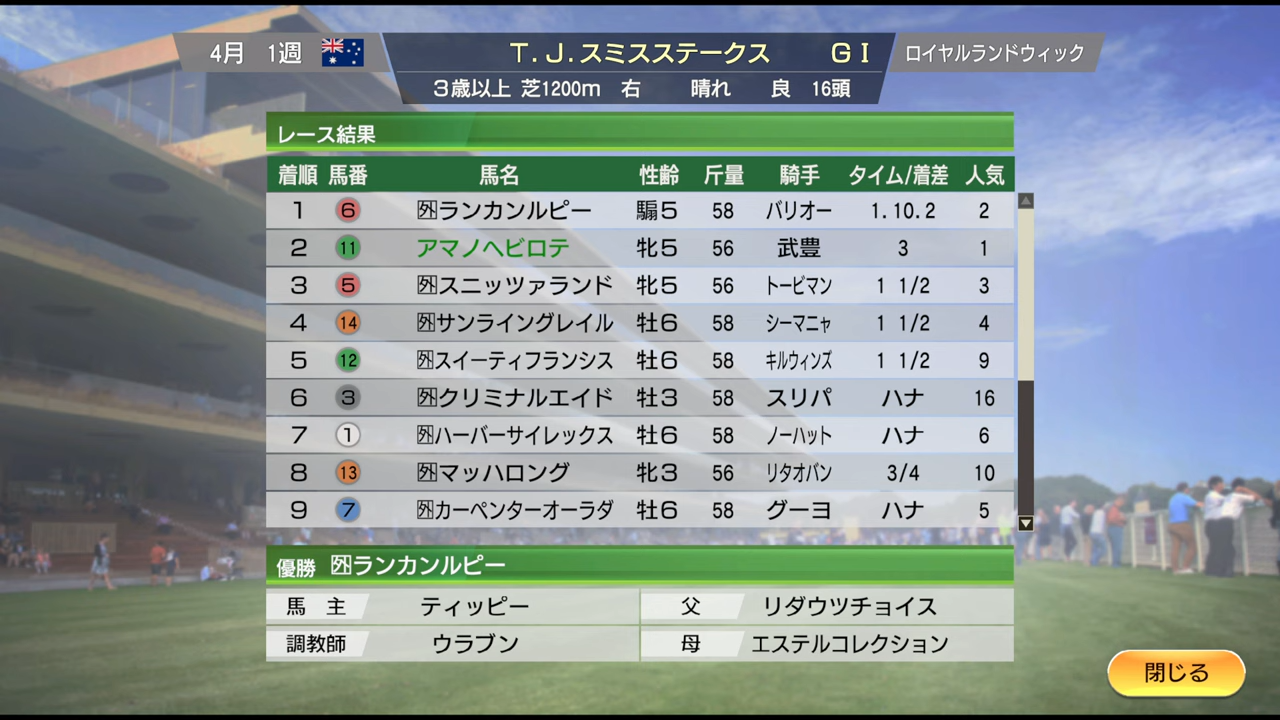 4月 1週 T.J.スミスステークス GⅠ ロイヤルランドウィック
3歳以上 芝1200m 右 晴れ 良 16頭
レース結果
着順 馬番 馬名 性齢 斤量 騎手 タイム/着差 人気
1 6 外ランカンルピー 騸5 58 バリオー 1.10.2 2
2 11 アマノヘビロテ 牝5 56 武豊 3 1
3 5 外スニッツァランド 牝5 56 トービマン 1 1/2 3
4 14 外サンライングレイル 牡6 58 シーマニャ 1 1/2 4
5 12 外スイーティフランシス 牡6 58 キルウィンズ 1 1/2 9
6 3 外クリミナルエイド 牡3 58 スリパ ハナ 16
7 1 外ハーバーサイレックス 牡6 58 ノーハット ハナ 6
8 13 外マッハロング 牝3 56 リタオバン 3/4 10
9 7 外カーペンターオーラダ 牡6 58 グーヨ ハナ 5
優勝 外ランカンルピー
馬主 ティッピー 父 リダウツチョイス
調教師 ウラブン 母 エステルコレクション
閉じる